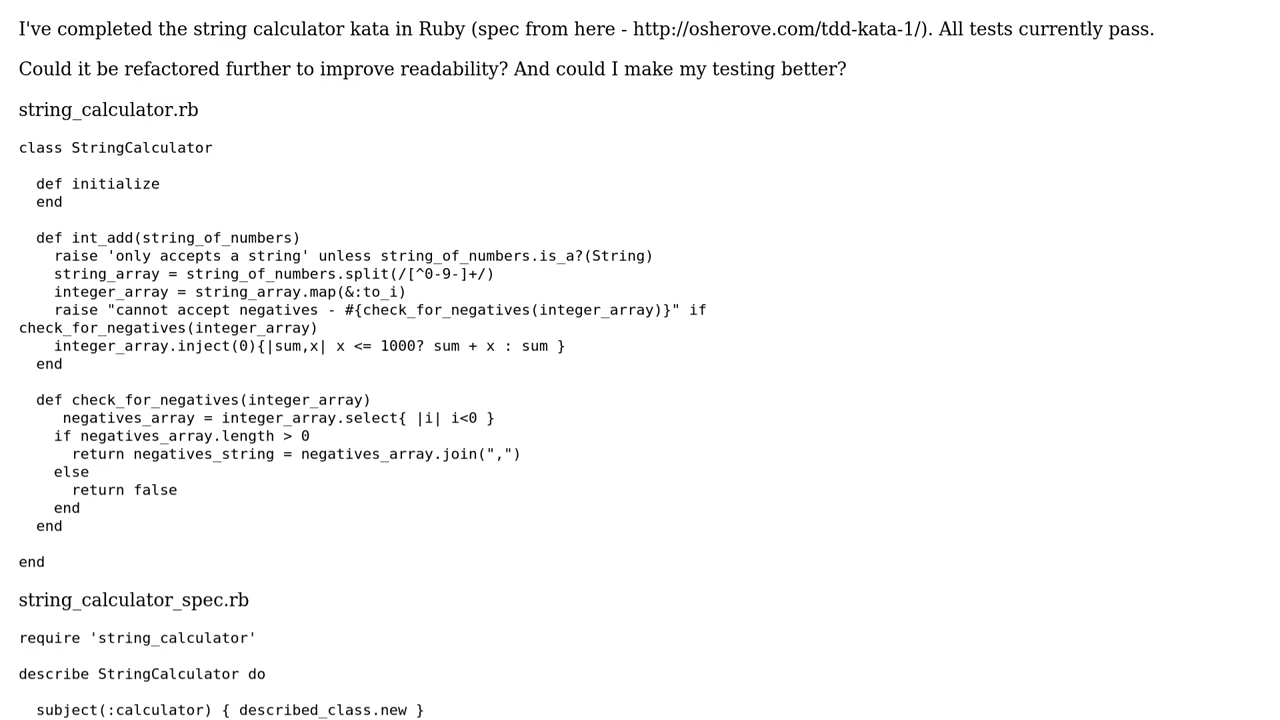 I've completed the string calculator kata in Ruby (spec from here - http://osherove.com/tdd-kata-1/). All tests currently pass.
Could it be refactored further to improve readability? And could I make my testing better?
string_calculator.rb
class StringCalculator
  def initialize
  end
  def int_add(string_of_numbers)
    raise 'only accepts a string' unless string_of_numbers.is_a?(String)
    string_array = string_of_numbers.split(/[^0-9-]+/)
    integer_array = string_array.map(&:to_i)
    raise "cannot accept negatives - #{check_for_negatives(integer_array)}" if
check_for_negatives(integer_array)
    integer_array.inject(0){|sum,x| x <= 1000? sum + x : sum }
  end
  def check_for_negatives(integer_array)
     negatives_array = integer_array.select{ |i| i<0 }
    if negatives_array.length > 0
      return negatives_string = negatives_array.join(",")
    else
      return false
    end
  end
end
string_calculator_spec.rb
require 'string_calculator'
describe StringCalculator do
  subject(:calculator) { described_class.new }